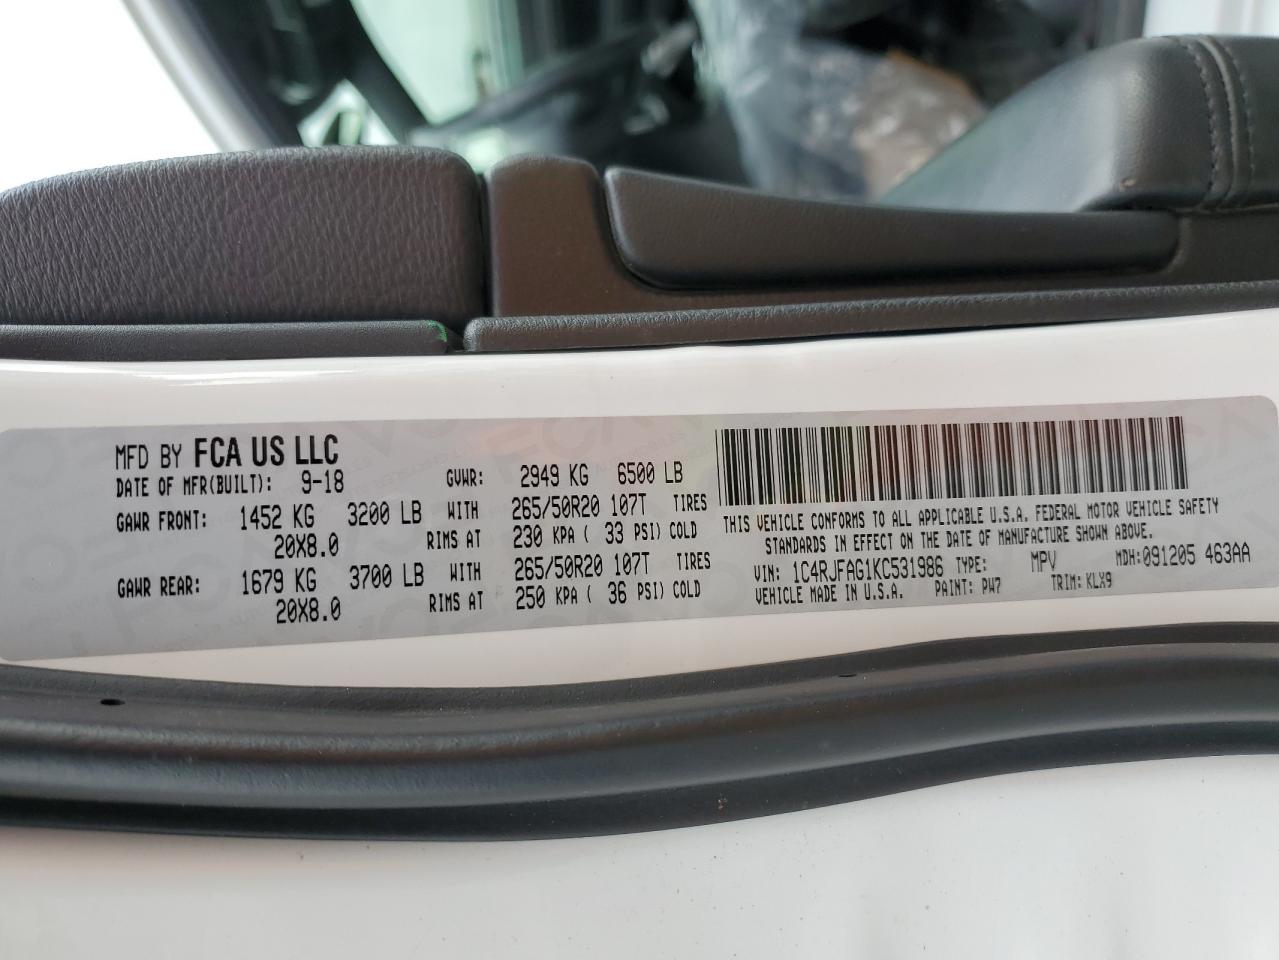 MFD BY FCA US LLC
DATE OF MFR(BUILT): 9-18 GVWR: 2949 KG 6500 LB
GAWR FRONT: 1452 KG 3200 LB WITH 265/50R20 107T TIRES
20X8.0 RIMS AT 230 KPA ( 33 PSI) COLD
GAWR REAR: 1679 KG 3700 LB WITH 265/50R20 107T TIRES
20X8.0 RIMS AT 250 KPA ( 36 PSI) COLD
THIS VEHICLE CONFORMS TO ALL APPLICABLE U.S.A. FEDERAL MOTOR VEHICLE SAFETY
STANDARDS IN EFFECT ON THE DATE OF MANUFACTURE SHOWN ABOVE.
VIN: 1C4RJFAG1KC531986 TYPE: MPV MDH:091205 463AA
VEHICLE MADE IN U.S.A. PAINT: PW7 TRIM: KLX9